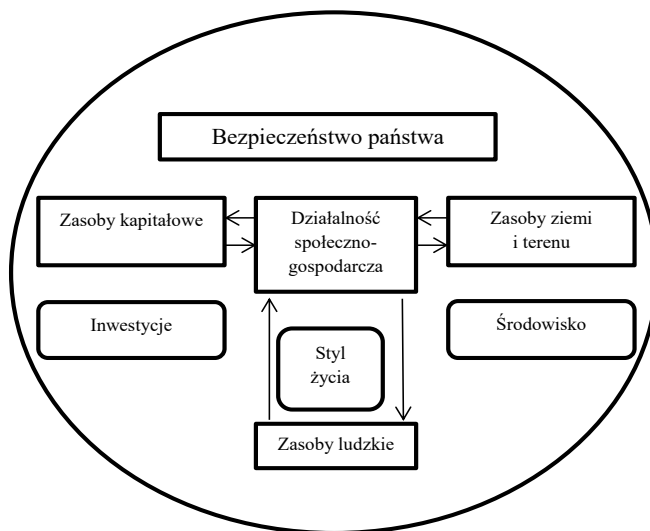 Bezpieczeństwo państwa
Zasoby kapitałowe
Działalność
społeczno-
gospodarcza
Zasoby ziemi
i terenu
Inwestycje
Styl
życia
Środowisko
Zasoby ludzkie